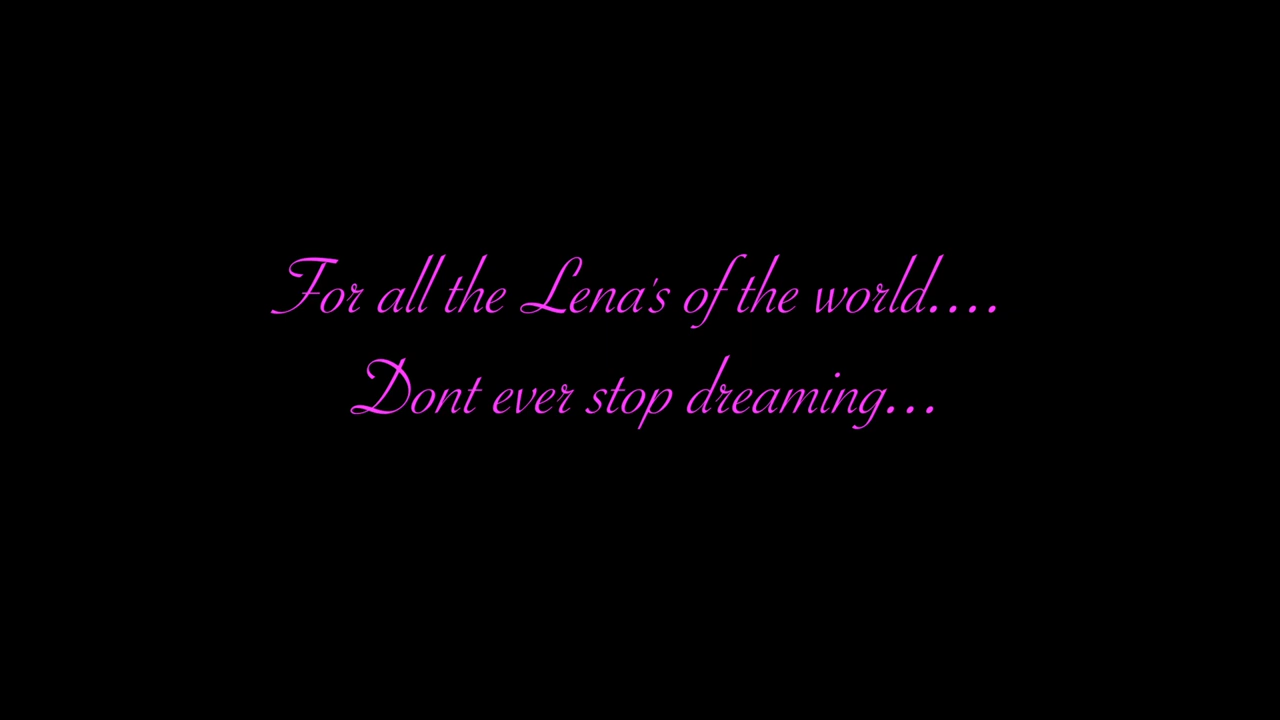 For all the Lena's of the world....
Dont ever stop dreaming...